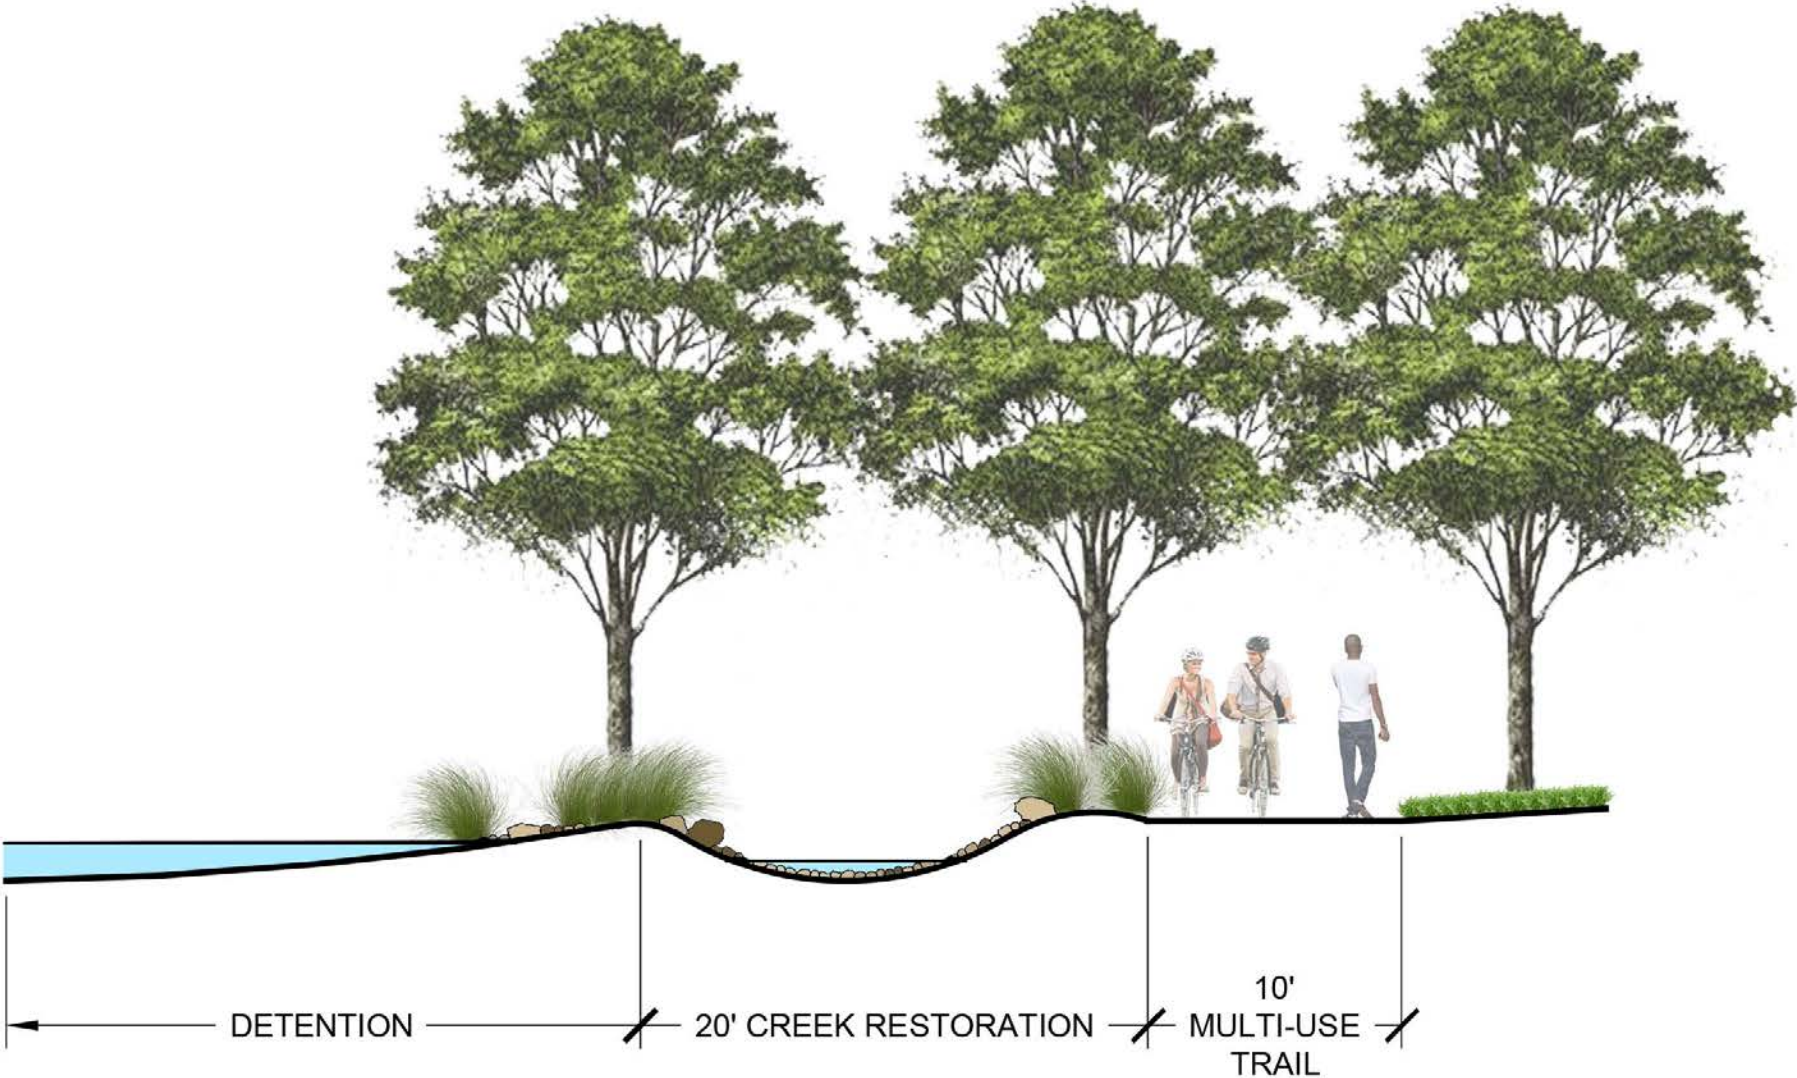 DETENTION
20' CREEK RESTORATION
10'
MULTI-USE
TRAIL